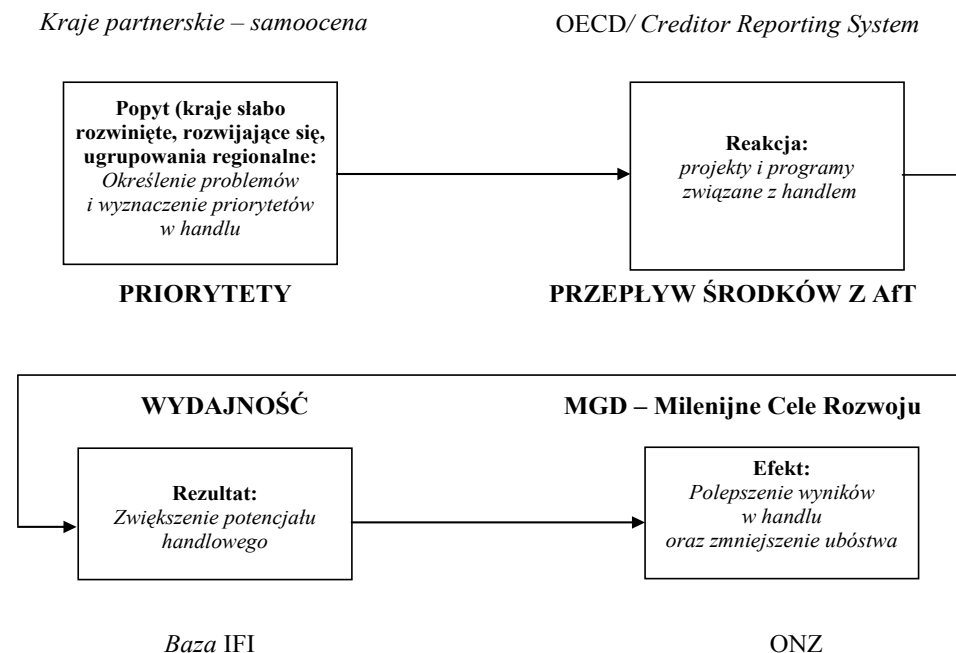 Kraje partnerskie – samoocena
OECD/ Creditor Reporting System
Popyt (kraje słabo
rozwinięte, rozwijające się,
ugrupowania regionalne:
Określenie problemów
i wyznaczenie priorytetów
w handlu
Reakcja:
projekty i programy
związane z handlem
PRIORYTETY
PRZEPŁYW ŚRODKÓW Z AfT
WYDAJNOŚĆ
MGD – Milenijne Cele Rozwoju
Rezultat:
Zwiększenie potencjału
handlowego
Efekt:
Polepszenie wyników
w handlu
oraz zmniejszenie ubóstwa
Baza IFI
ONZ